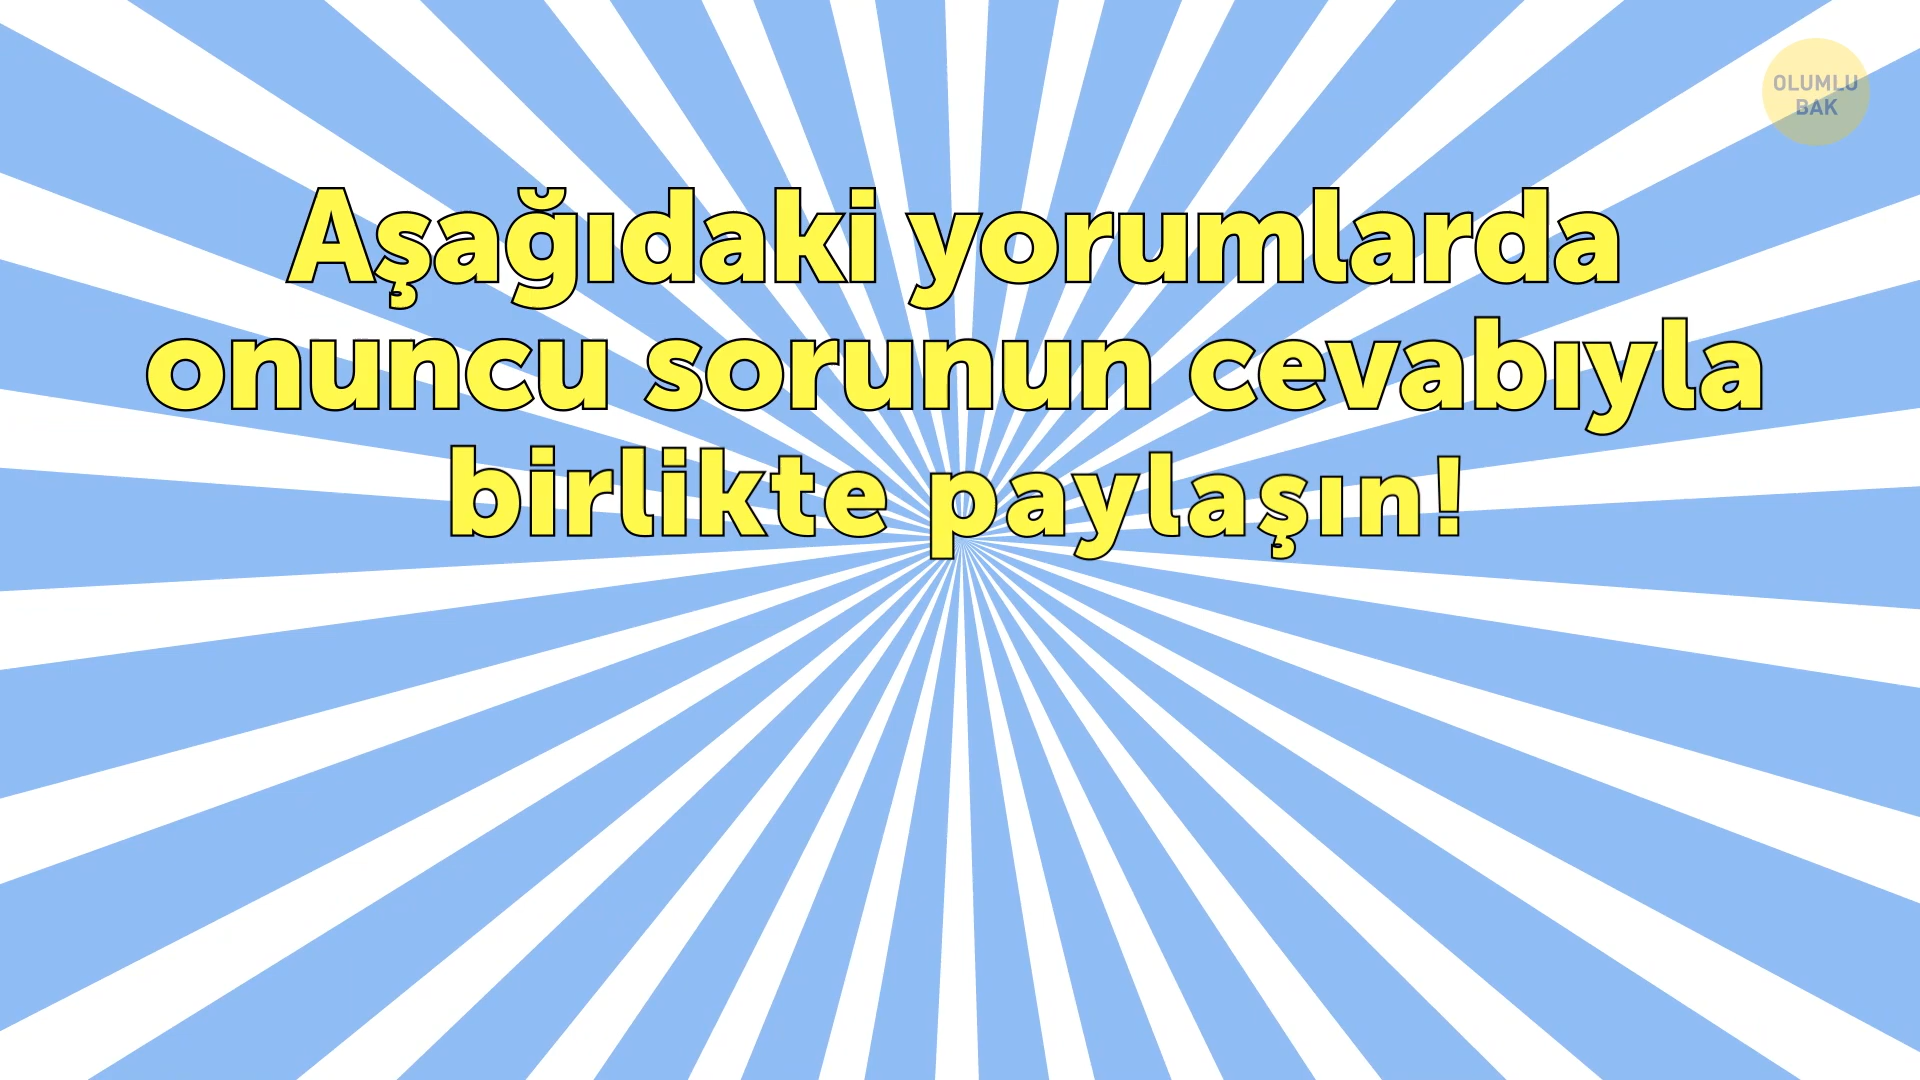 OLUMLU
BAK
Aşağıdaki yorumlarda
onuncu sorunun cevabıyla
birlikte paylaşın!